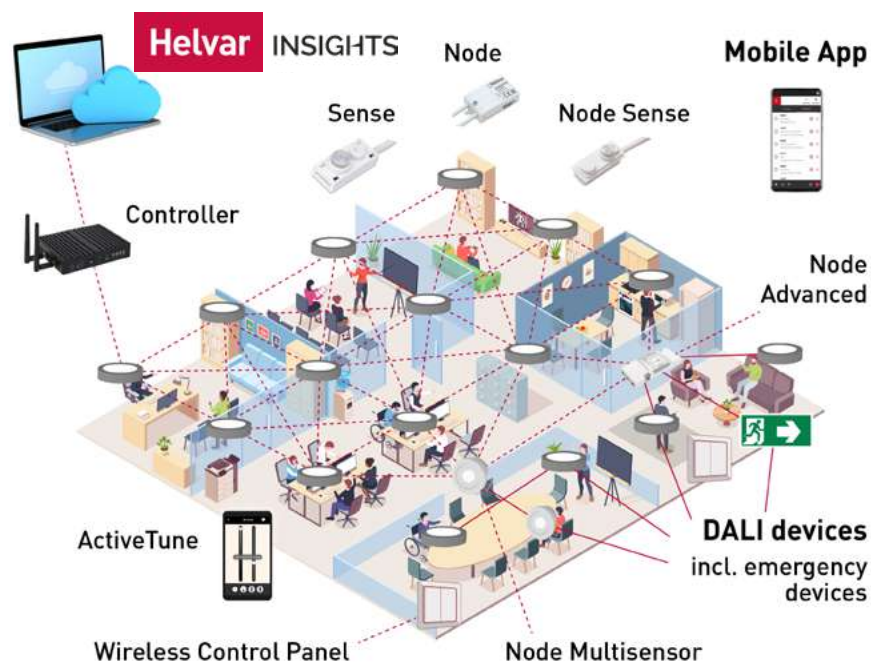 Helvar INSIGHTS
Node
Mobile App
Sense
Node Sense
Controller
Node
Advanced
ActiveTune
DALI devices
incl. emergency
devices
Wireless Control Panel
Node Multisensor